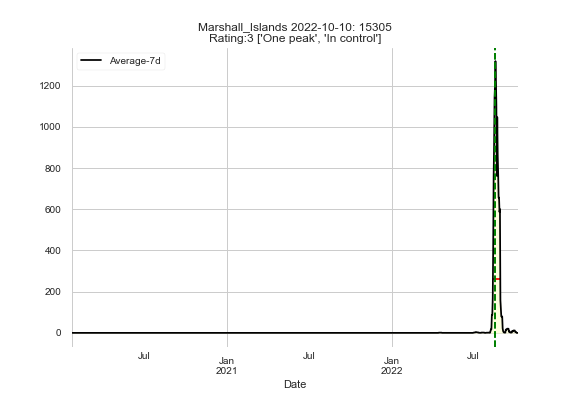 Marshall_Islands 2022-10-10: 15305
Rating:3 ['One peak', 'In control']
Average-7d
1200
1000
800
600
400
200
0
Jul
Jan
2021
Jul
Jan
2022
Jul
Date